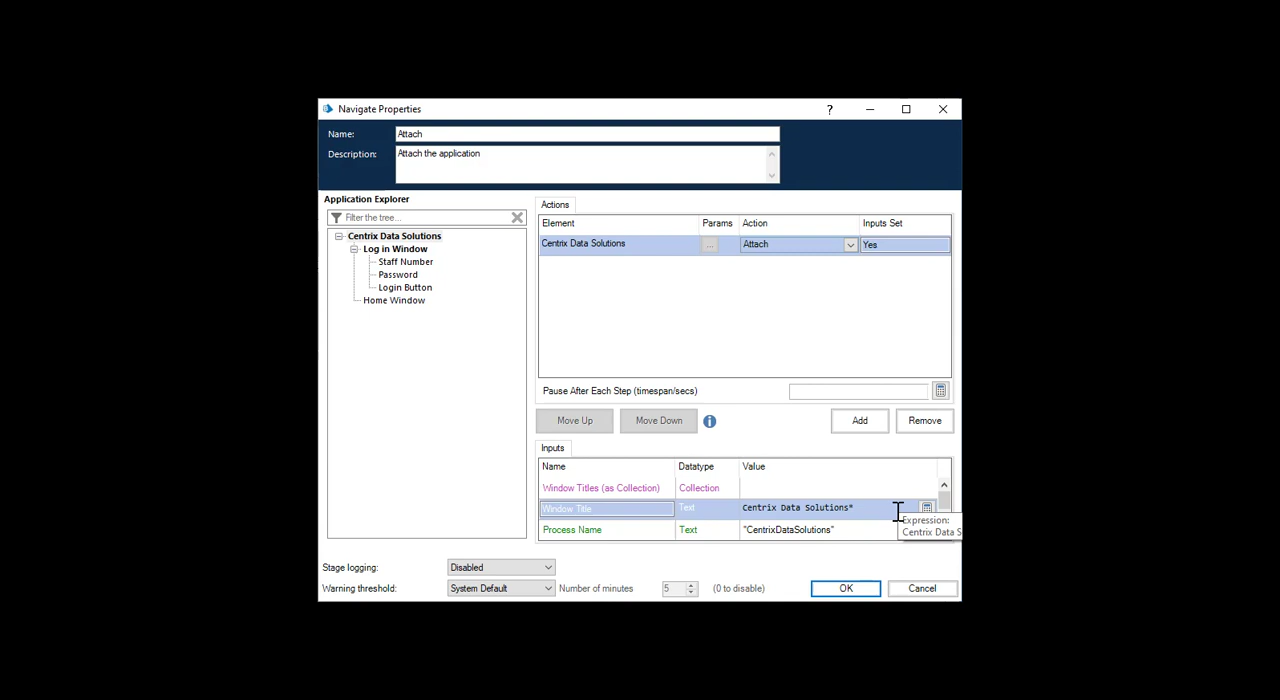 Navigate Properties
?
Name:
Attach
Description:
Attach the application
Application Explorer
Filter the tree...
Centrix Data Solutions
Log in Window
Staff Number
Password
Login Button
Home Window
Actions
Element Params Action Inputs Set
Centrix Data Solutions ... Attach Yes
Pause After Each Step (timespan/secs)
Move Up Move Down i Add Remove
Inputs
Name Datatype Value
Window Titles (as Collection) Collection
Window Title Text Centrix Data Solutions*
Process Name Text "CentrixDataSolutions"
Expression:
Centrix Data S
Stage logging: Disabled
Warning threshold: System Default Number of minutes 5 (0 to disable)
OK Cancel